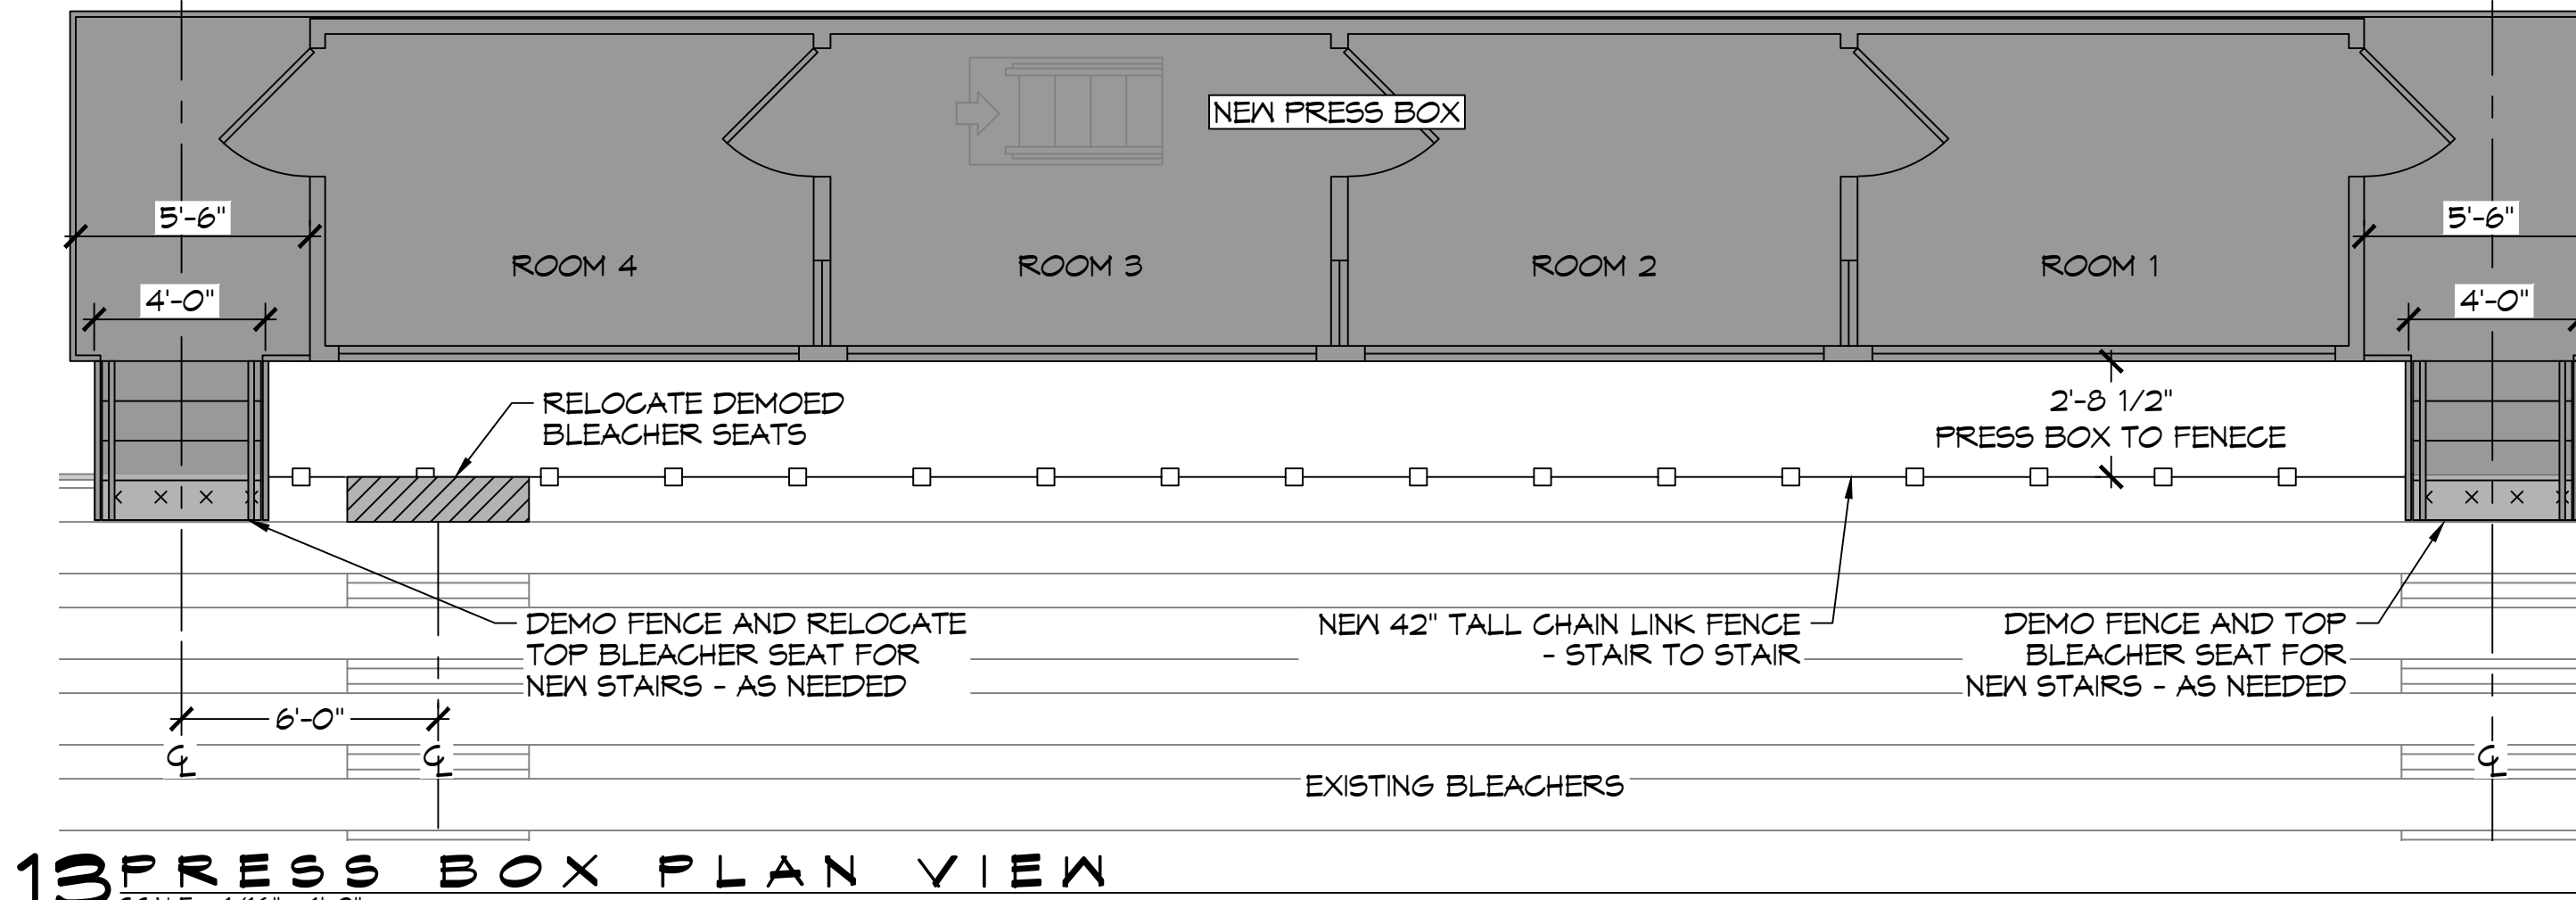 NEW PRESS BOX
5'-6"
5'-6"
ROOM 4
ROOM 3
ROOM 2
ROOM 1
4'-0"
4'-0"
RELOCATE DEMOED
BLEACHER SEATS
2'-8 1/2"
PRESS BOX TO FENECE
DEMO FENCE AND RELOCATE
TOP BLEACHER SEAT FOR
NEW STAIRS - AS NEEDED
NEW 42" TALL CHAIN LINK FENCE
- STAIR TO STAIR
DEMO FENCE AND TOP
BLEACHER SEAT FOR
NEW STAIRS - AS NEEDED
6'-0"
CL
CL
CL
EXISTING BLEACHERS
13 PRESS BOX PLAN VIEW